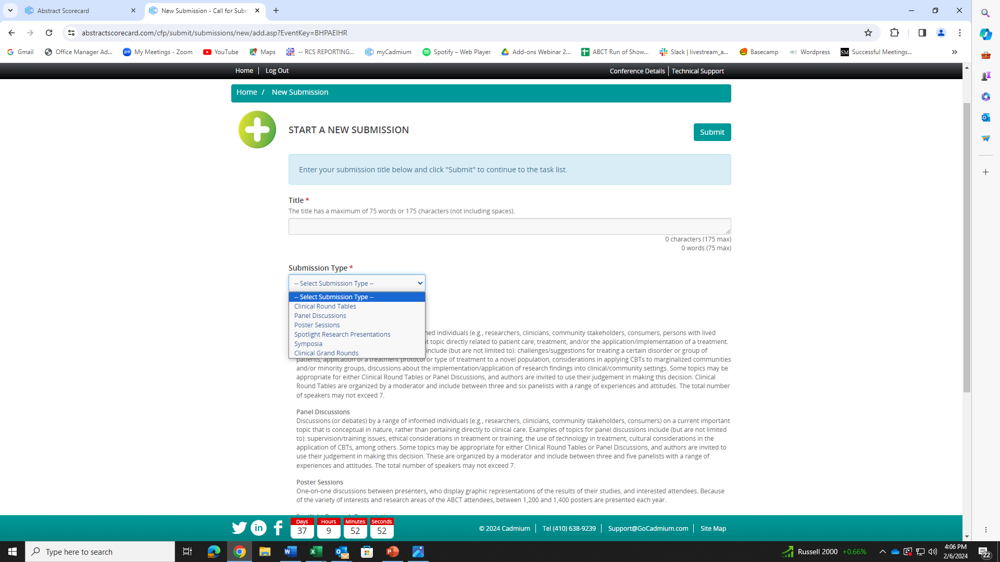 Abstract Scorecard
New Submission - Call for Subm
abstractscorecard.com/cfp/submit/submissions/new/add.asp?EventKey=BHPAEIHR
Gmail
Office Manager Ad...
zm My Meetings - Zoom
YouTube
Maps
-- RCS REPORTING...
myCadmium
Spotify – Web Player
Add-ons Webinar 2...
ABCT Run of Show...
Slack | livestream_a...
Basecamp
ABCT Wordpress
SM Successful Meetings...
Home | Log Out
Conference Details | Technical Support
Home / New Submission
START A NEW SUBMISSION
Submit
Enter your submission title below and click "Submit" to continue to the task list.
Title *
The title has a maximum of 75 words or 175 characters (not including spaces).
0 characters (175 max)
0 words (75 max)
Submission Type *
-- Select Submission Type --
-- Select Submission Type --
Clinical Round Tables
Panel Discussions
Poster Sessions
Spotlight Research Presentations
Symposia
Clinical Grand Rounds
med individuals (e.g., researchers, clinicians, community stakeholders, consumers, persons with lived
t topic directly related to patient care, treatment, and/or the application/implementation of a treatment.
include (but are not limited to): challenges/suggestions for treating a certain disorder or group of
patients, application of a treatment protocol or type of treatment to a novel population, considerations in applying CBTs to marginalized communities
and/or minority groups, discussions about the implementation/application of research findings into clinical/community settings. Some topics may be
appropriate for either Clinical Round Tables or Panel Discussions, and authors are invited to use their judgement in making this decision. Clinical
Round Tables are organized by a moderator and include between three and six panelists with a range of experiences and attitudes. The total number
of speakers may not exceed 7.
Panel Discussions
Discussions (or debates) by a range of informed individuals (e.g., researchers, clinicians, community stakeholders, consumers) on a current important
topic that is conceptual in nature, rather than pertaining directly to clinical care. Examples of topics for panel discussions include (but are not limited
to): supervision/training issues, ethical considerations in treatment or training, the use of technology in treatment, cultural considerations in the
application of CBTs, among others. Some topics may be appropriate for either Clinical Round Tables or Panel Discussions, and authors are invited to
use their judgement in making this decision. These are organized by a moderator and include between three and five panelists with a range of
experiences and attitudes. The total number of speakers may not exceed 7.
Poster Sessions
One-on-one discussions between presenters, who display graphic representations of the results of their studies, and interested attendees. Because
of the variety of interests and research areas of the ABCT attendees, between 1,200 and 1,400 posters are presented each year.
Days Hours Minutes Seconds
37 9 52 52
© 2024 Cadmium | Tel (410) 638-9239 | Support@GoCadmium.com | Site Map
Type here to search
Russell 2000 +0.66%
4:06 PM
2/6/2024
22